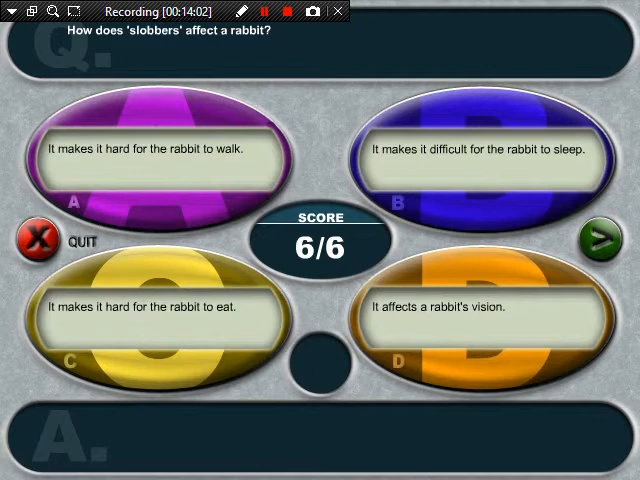 Recording [00:14:02]
Q.
How does 'slobbers' affect a rabbit?
A
It makes it hard for the rabbit to walk.
A
B
It makes it difficult for the rabbit to sleep.
B
SCORE
6/6
X QUIT
>
C
It makes it hard for the rabbit to eat.
C
D
It affects a rabbit's vision.
D
A.